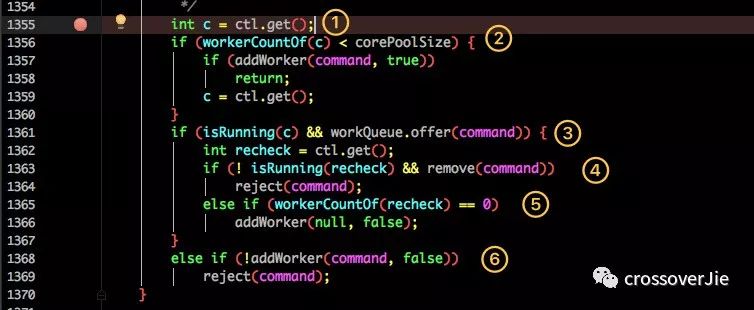 1354 */
1355 int c = ctl.get(); 1
1356 if (workerCountOf(c) < corePoolSize) { 2
1357 if (addWorker(command, true))
1358 return;
1359 c = ctl.get();
1360 }
1361 if (isRunning(c) && workQueue.offer(command)) { 3
1362 int recheck = ctl.get();
1363 if (! isRunning(recheck) && remove(command)) 4
1364 reject(command);
1365 else if (workerCountOf(recheck) == 0) 5
1366 addWorker(null, false);
1367 }
1368 else if (!addWorker(command, false)) 6
1369 reject(command);
1370 }
crossoverJie